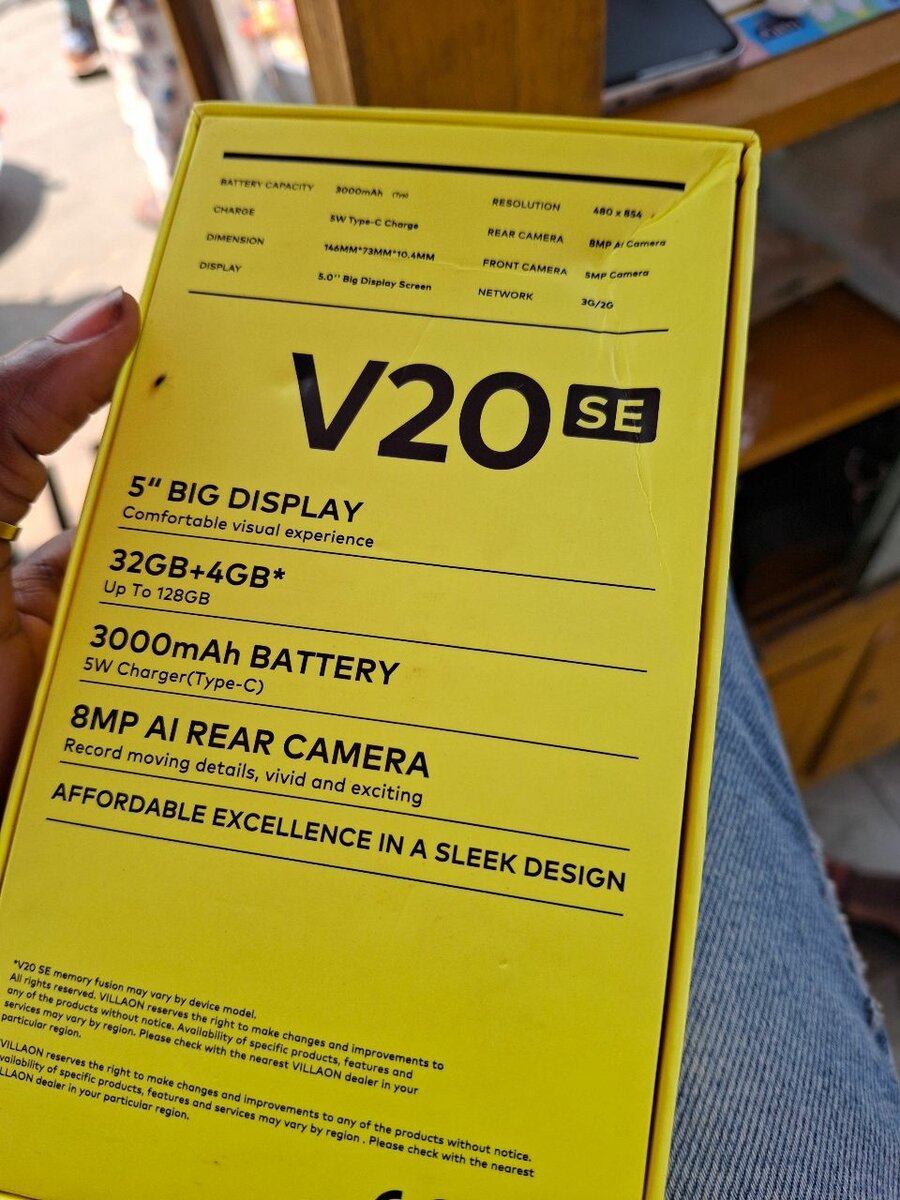 BATTERY CAPACITY 3000mAh (Typ)
CHARGE 5W Type-C Charge
DIMENSION 146MM*73MM*10.4MM
DISPLAY 5.0'' Big Display Screen
RESOLUTION 480 x 854
REAR CAMERA 8MP AI Camera
FRONT CAMERA 5MP Camera
NETWORK 3G/2G
V20 SE
5“ BIG DISPLAY
Comfortable visual experience
32GB+4GB*
Up To 128GB
3000mAh BATTERY
5W Charger(Type-C)
8MP AI REAR CAMERA
Record moving details, vivid and exciting
AFFORDABLE EXCELLENCE IN A SLEEK DESIGN
*V20 SE memory fusion may vary by device model.
All rights reserved. VILLAON reserves the right to make changes and improvements to
any of the products without notice. Availability of specific products, features and
services may vary by region. Please check with the nearest VILLAON dealer in your
particular region.
VILLAON reserves the right to make changes and improvements to any of the products without notice.
vailability of specific products, features and services may vary by region . Please check with the nearest
LLAON dealer in your particular region.